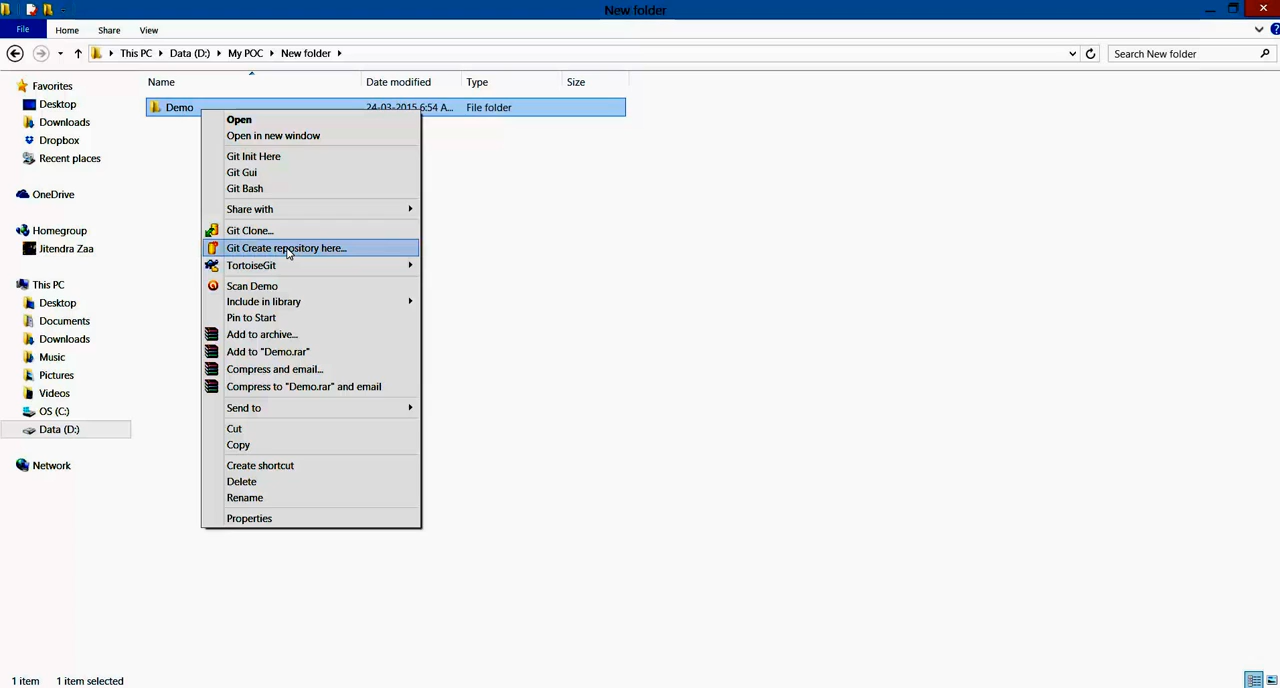 New folder
File Home Share View
This PC Data (D:) My POC New folder
Search New folder
Name Date modified Type Size
Demo 24-03-2015 6:54 A... File folder
Favorites
Desktop
Downloads
Dropbox
Recent places
OneDrive
Homegroup
Jitendra Zaa
This PC
Desktop
Documents
Downloads
Music
Pictures
Videos
OS (C:)
Data (D:)
Network
Open
Open in new window
Git Init Here
Git Gui
Git Bash
Share with
Git Clone...
Git Create repository here...
TortoiseGit
Scan Demo
Include in library
Pin to Start
Add to archive...
Add to "Demo.rar"
Compress and email...
Compress to "Demo.rar" and email
Send to
Cut
Copy
Create shortcut
Delete
Rename
Properties
1 item 1 item selected